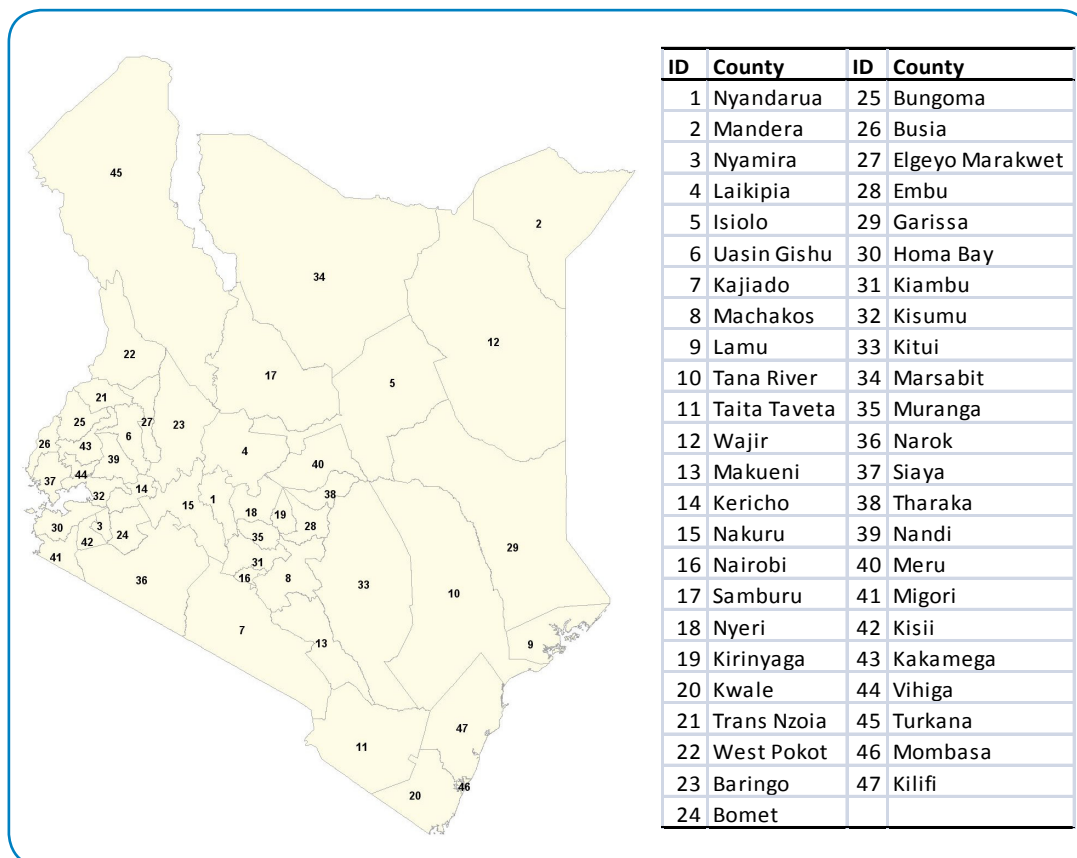 ID County ID County
1 Nyandarua 25 Bungoma
2 Mandera 26 Busia
3 Nyamira 27 Elgeyo Marakwet
4 Laikipia 28 Embu
5 Isiolo 29 Garissa
6 Uasin Gishu 30 Homa Bay
7 Kajiado 31 Kiambu
8 Machakos 32 Kisumu
9 Lamu 33 Kitui
10 Tana River 34 Marsabit
11 Taita Taveta 35 Muranga
12 Wajir 36 Narok
13 Makueni 37 Siaya
14 Kericho 38 Tharaka
15 Nakuru 39 Nandi
16 Nairobi 40 Meru
17 Samburu 41 Migori
18 Nyeri 42 Kisii
19 Kirinyaga 43 Kakamega
20 Kwale 44 Vihiga
21 Trans Nzoia 45 Turkana
22 West Pokot 46 Mombasa
23 Baringo 47 Kilifi
24 Bomet
45
2
34
12
22
17
5
21
25
27
23
26
43
6
4
39
40
44
37
14
32
38
15
1
18
19
30
3
24
28
42
35
41
31
29
36
16
8
33
10
7
13
9
47
11
46
20